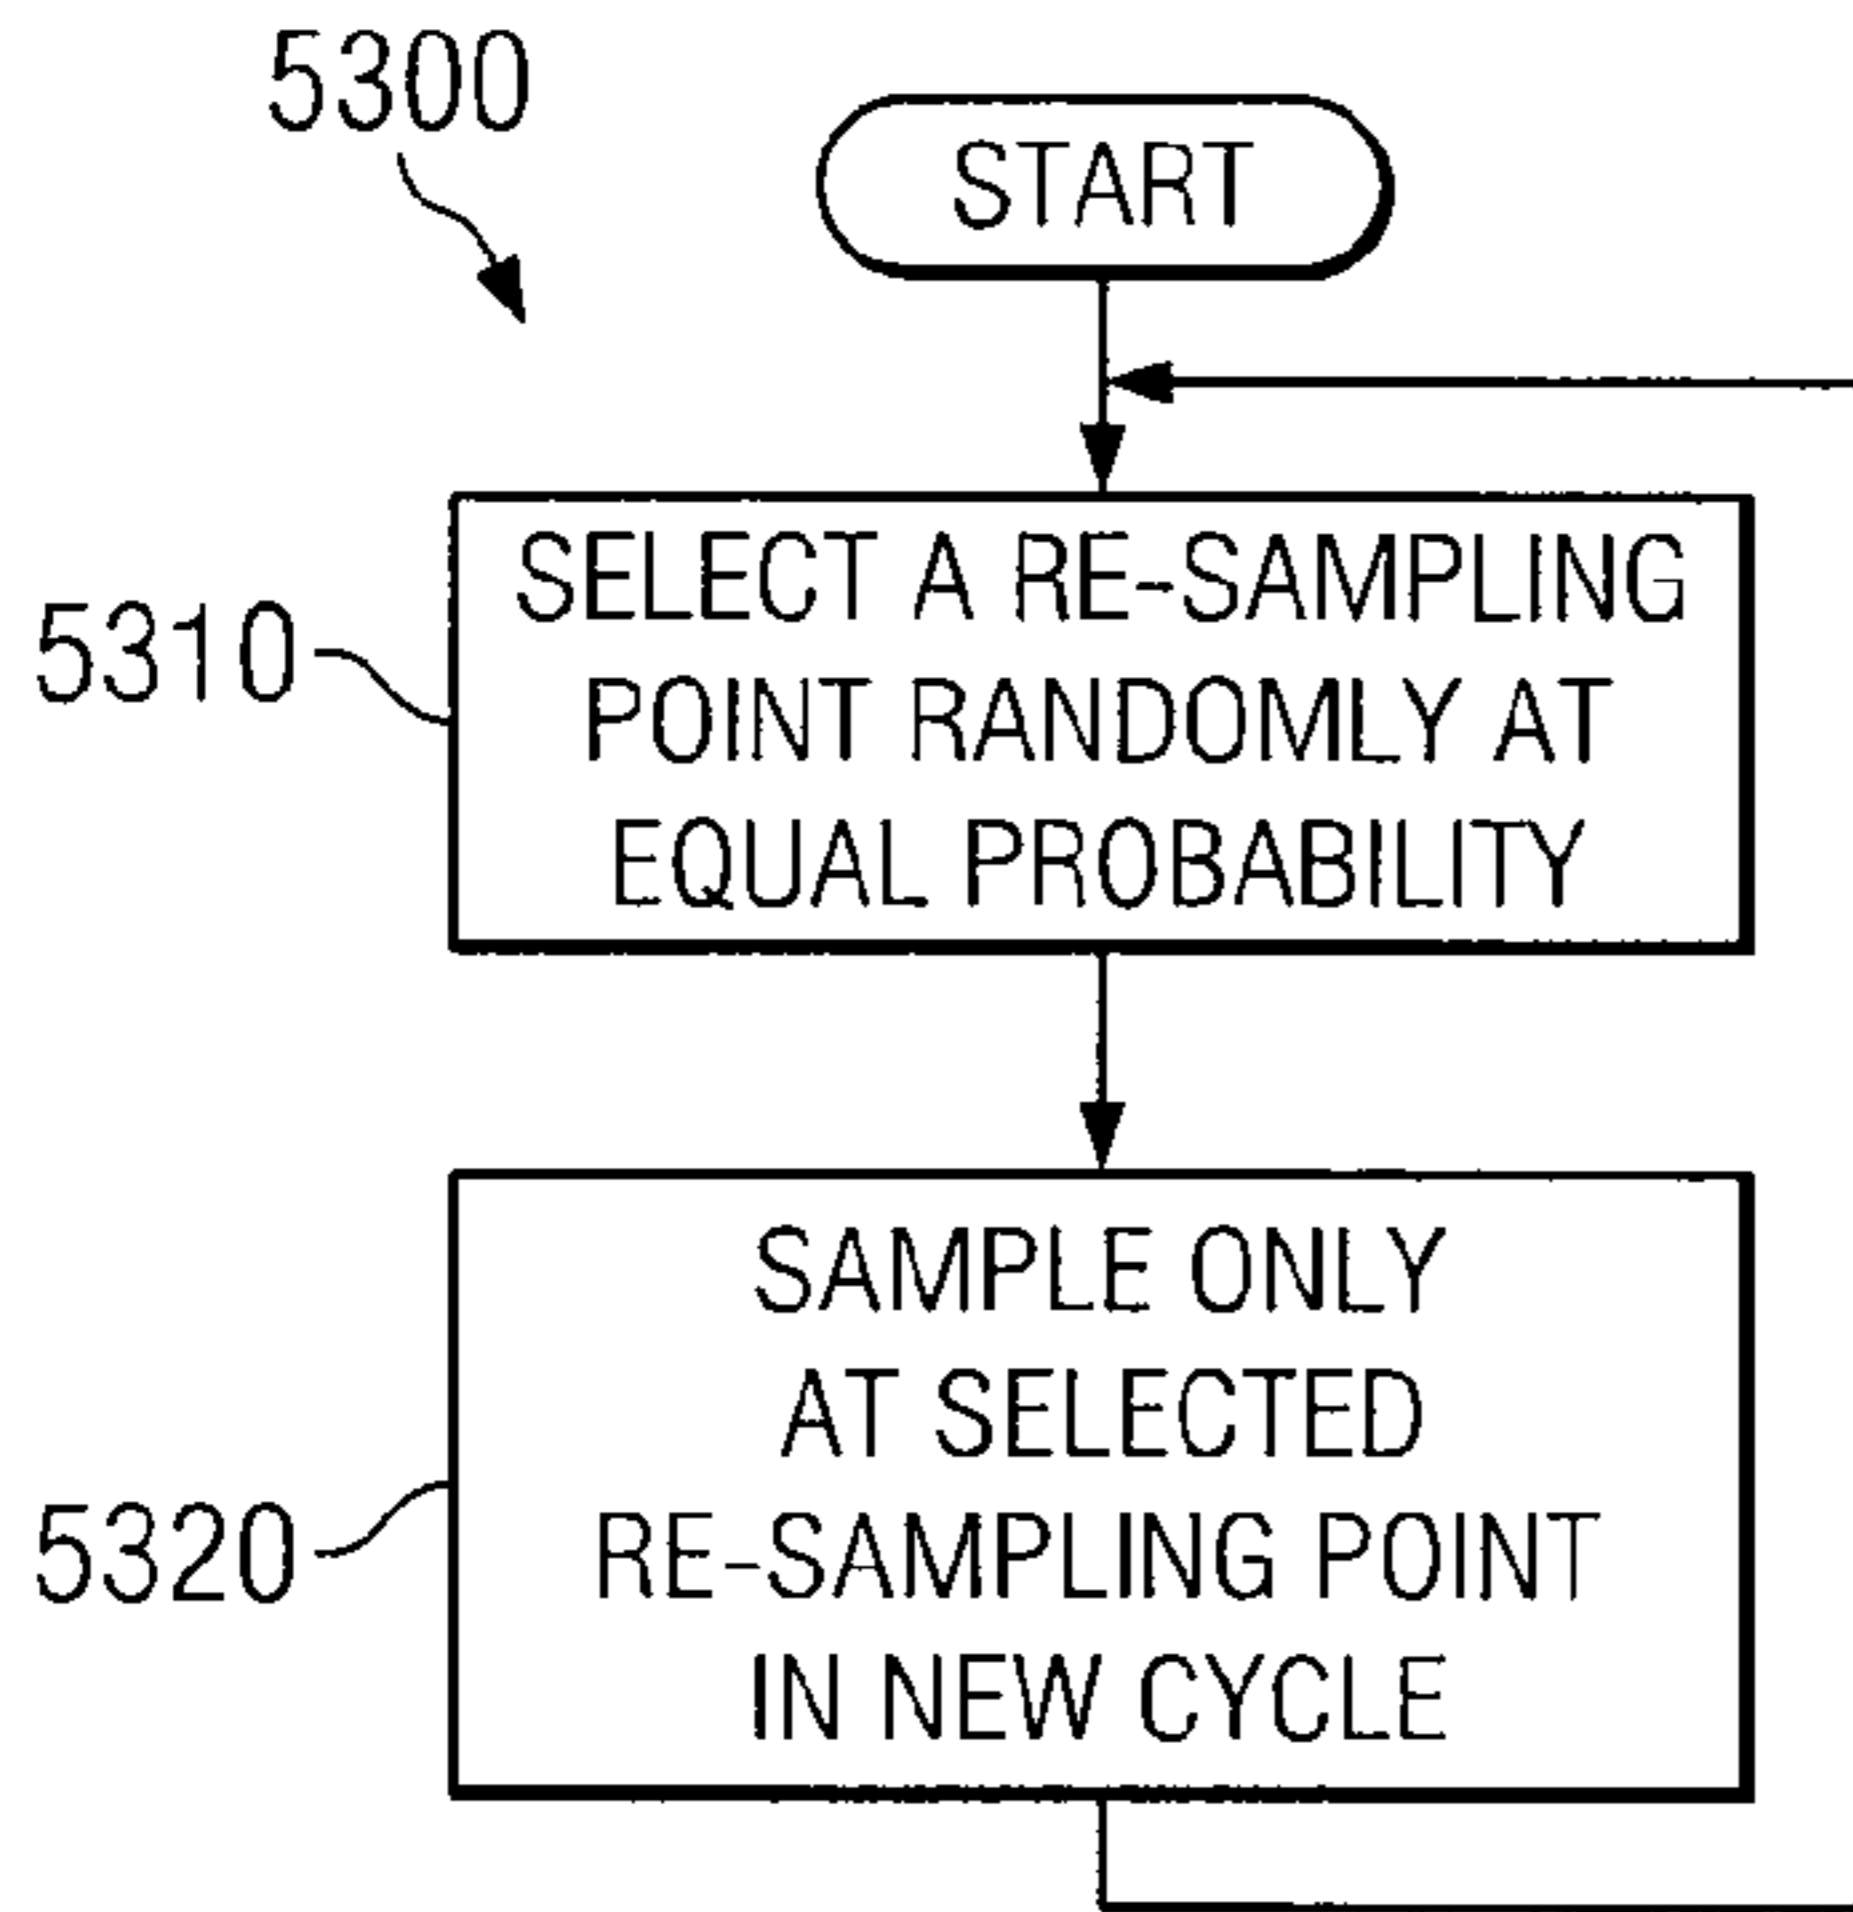 5300
START
5310
SELECT A RE-SAMPLING
POINT RANDOMLY AT
EQUAL PROBABILITY
5320
SAMPLE ONLY
AT SELECTED
RE-SAMPLING POINT
IN NEW CYCLE